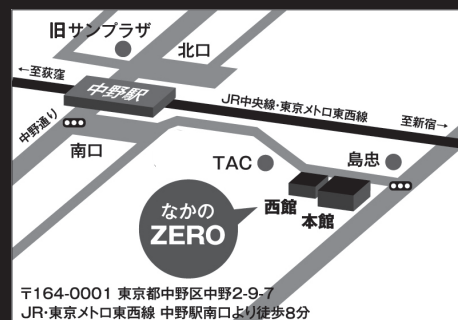 旧サンプラザ
北口
←至荻窪
中野駅
JR中央線・東京メトロ東西線
至新宿→
中野通り
南口
TAC
島忠
西館
本館
なかの
ZERO
〒164-0001 東京都中野区中野2-9-7
JR・東京メトロ東西線 中野駅南口より徒歩8分